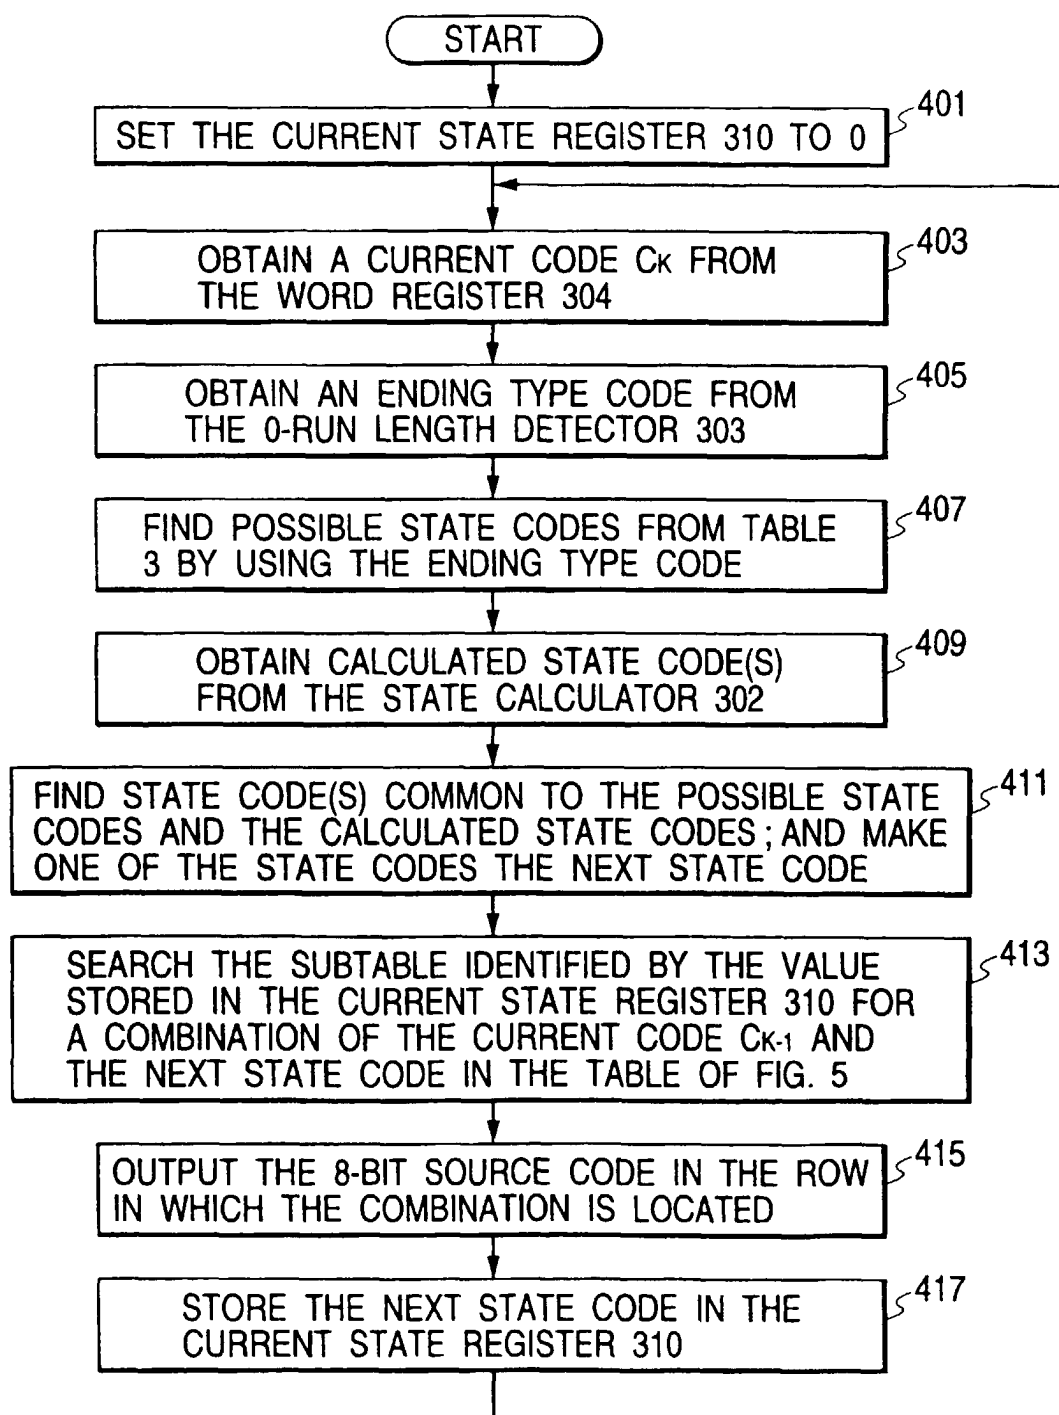 START
SET THE CURRENT STATE REGISTER 310 TO 0
401
OBTAIN A CURRENT CODE CK FROM
THE WORD REGISTER 304
403
OBTAIN AN ENDING TYPE CODE FROM
THE 0-RUN LENGTH DETECTOR 303
405
FIND POSSIBLE STATE CODES FROM TABLE
3 BY USING THE ENDING TYPE CODE
407
OBTAIN CALCULATED STATE CODE(S)
FROM THE STATE CALCULATOR 302
409
FIND STATE CODE(S) COMMON TO THE POSSIBLE STATE
CODES AND THE CALCULATED STATE CODES; AND MAKE
ONE OF THE STATE CODES THE NEXT STATE CODE
411
SEARCH THE SUBTABLE IDENTIFIED BY THE VALUE
STORED IN THE CURRENT STATE REGISTER 310 FOR
A COMBINATION OF THE CURRENT CODE CK-1 AND
THE NEXT STATE CODE IN THE TABLE OF FIG. 5
413
OUTPUT THE 8-BIT SOURCE CODE IN THE ROW
IN WHICH THE COMBINATION IS LOCATED
415
STORE THE NEXT STATE CODE IN THE
CURRENT STATE REGISTER 310
417